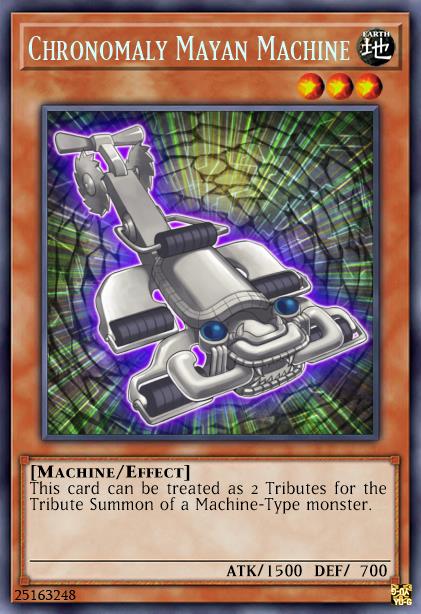 Chronomaly Mayan Machine
EARTH
地
[Machine/Effect]
This card can be treated as 2 Tributes for the
Tribute Summon of a Machine-Type monster.
ATK/1500 DEF/ 700
25163248